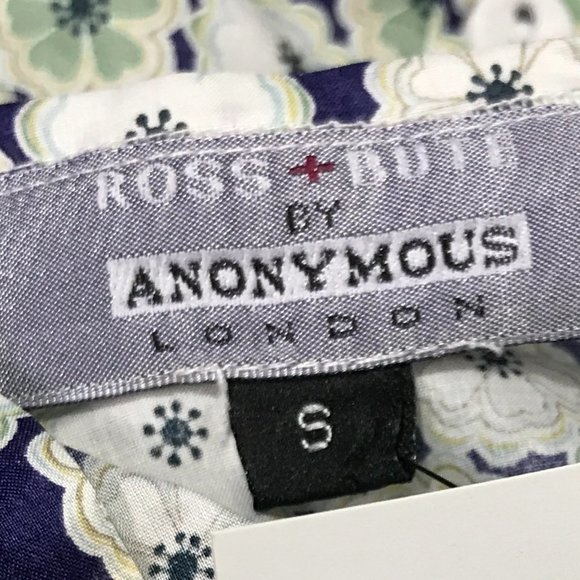 ROSS + BUTE
BY
ANONYMOUS
LONDON
S